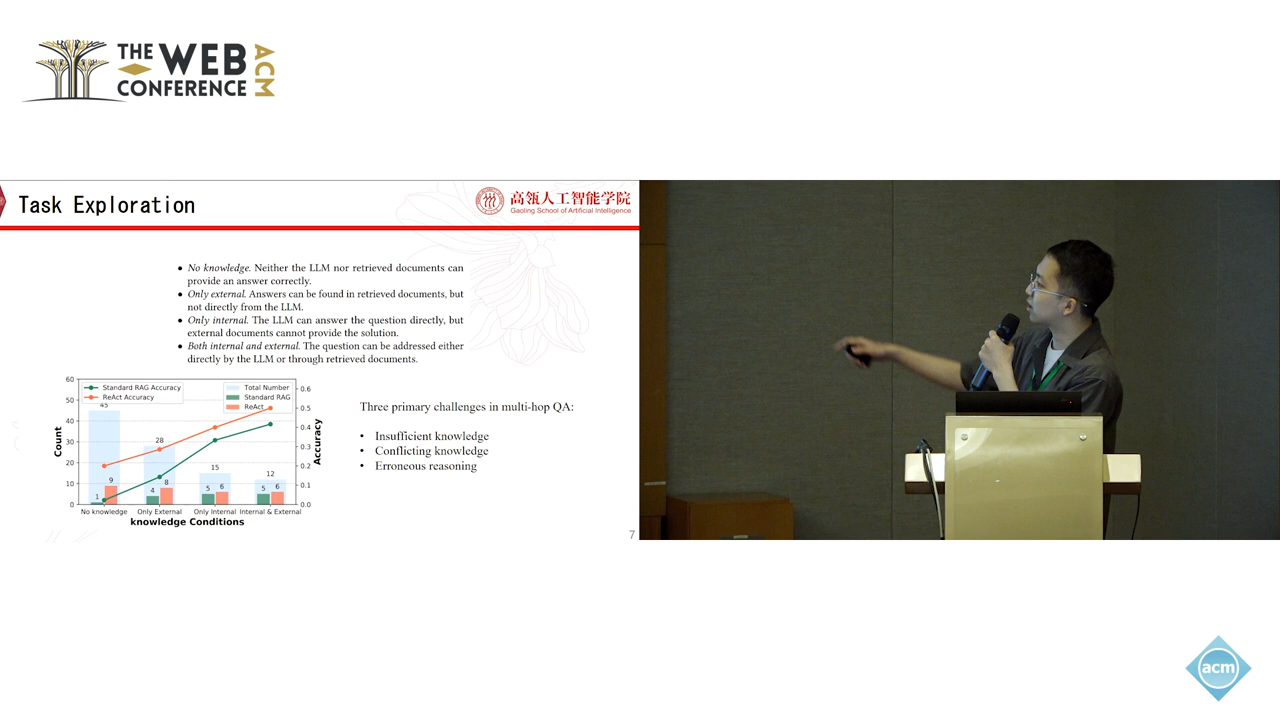 THE WEB
CONFERENCE
ACM
Task Exploration
高瓴人工智能学院
Gaoling School of Artificial Intelligence
• No knowledge. Neither the LLM nor retrieved documents can
provide an answer correctly.
• Only external. Answers can be found in retrieved documents, but
not directly from the LLM.
• Only internal. The LLM can answer the question directly, but
external documents cannot provide the solution.
• Both internal and external. The question can be addressed either
directly by the LLM or through retrieved documents.
Standard RAG Accuracy
ReAct Accuracy
Total Number
Standard RAG
ReAct
60
50
40
30
20
10
0
Count
45
28
15
12
1
9
4
8
5
6
5
6
0.6
0.5
0.4
0.3
0.2
0.1
0.0
Accuracy
No knowledge
Only External
Only Internal
Internal & External
knowledge Conditions
Three primary challenges in multi-hop QA:
• Insufficient knowledge
• Conflicting knowledge
• Erroneous reasoning
7
acm